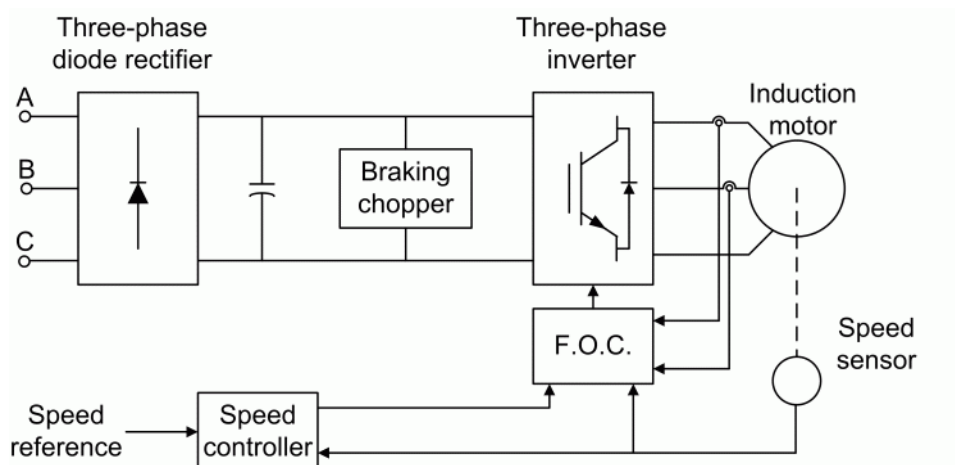 Three-phase
diode rectifier
Three-phase
inverter
Induction
motor
A
B
C
Braking
chopper
F.O.C.
Speed
sensor
Speed
reference
Speed
controller